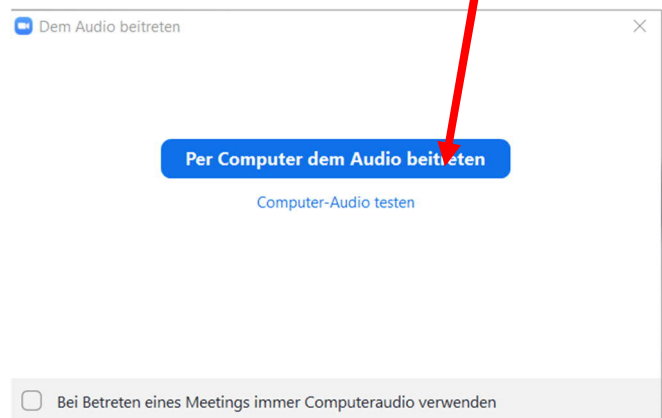 Dem Audio beitreten
Per Computer dem Audio beitreten
Computer-Audio testen
Bei Betreten eines Meetings immer Computeraudio verwenden